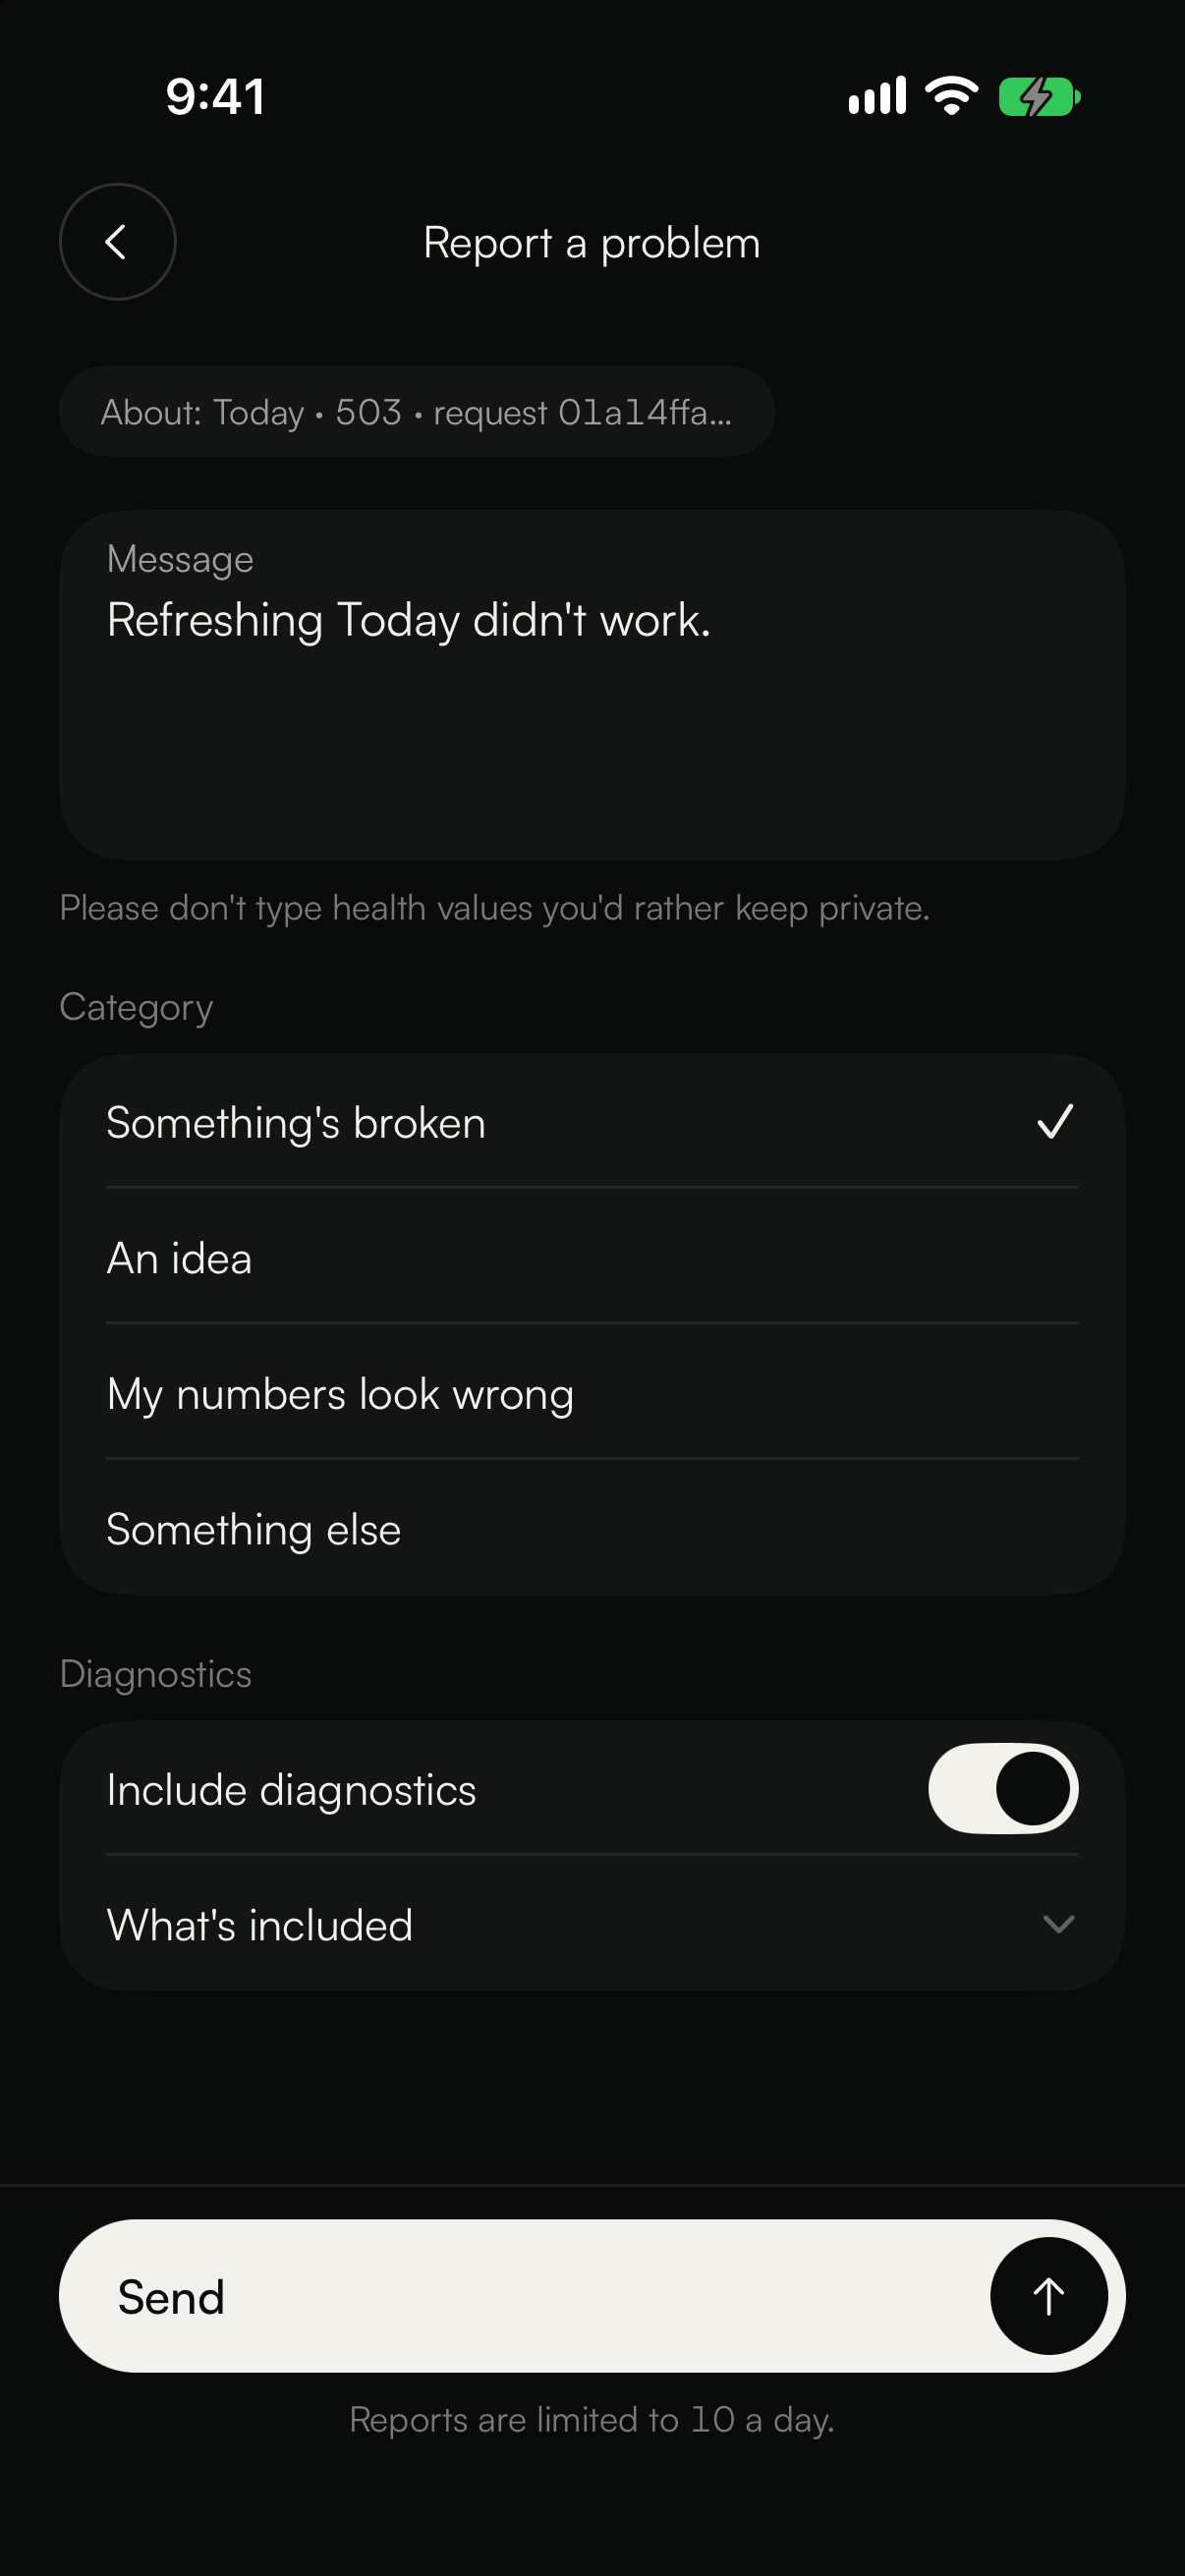 9:41
Report a problem
About: Today · 503 · request 01a14ffa…
Message
Refreshing Today didn't work.
Please don't type health values you'd rather keep private.
Category
Something's broken
An idea
My numbers look wrong
Something else
Diagnostics
Include diagnostics
What's included
Send
Reports are limited to 10 a day.